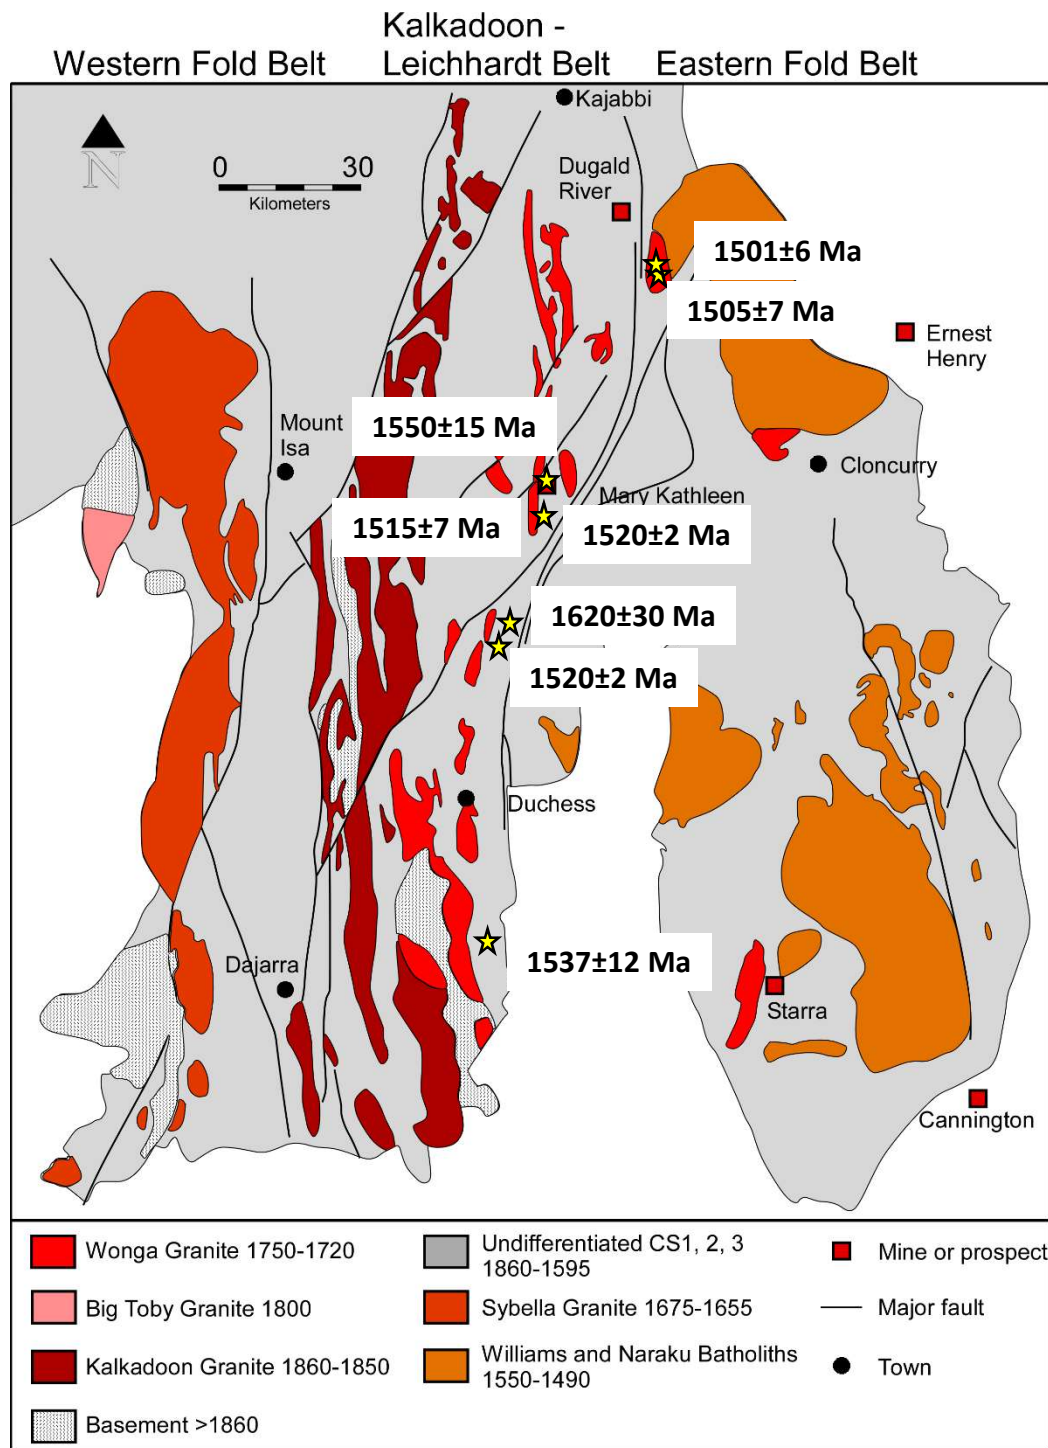 Kalkadoon -
Western Fold Belt
Leichhardt Belt
Eastern Fold Belt
Kajabbi
N
0
30
Kilometers
Dugald
River
1501±6 Ma
1505±7 Ma
Ernest
Henry
Mount
Isa
1550±15 Ma
Cloncurry
Mary Kathleen
1515±7 Ma
1520±2 Ma
1620±30 Ma
1520±2 Ma
Duchess
1537±12 Ma
Dajarra
Starra
Cannington
Wonga Granite 1750-1720
Undifferentiated CS1, 2, 3
1860-1595
Mine or prospect
Big Toby Granite 1800
Sybella Granite 1675-1655
Major fault
Kalkadoon Granite 1860-1850
Williams and Naraku Batholiths
1550-1490
Town
Basement >1860